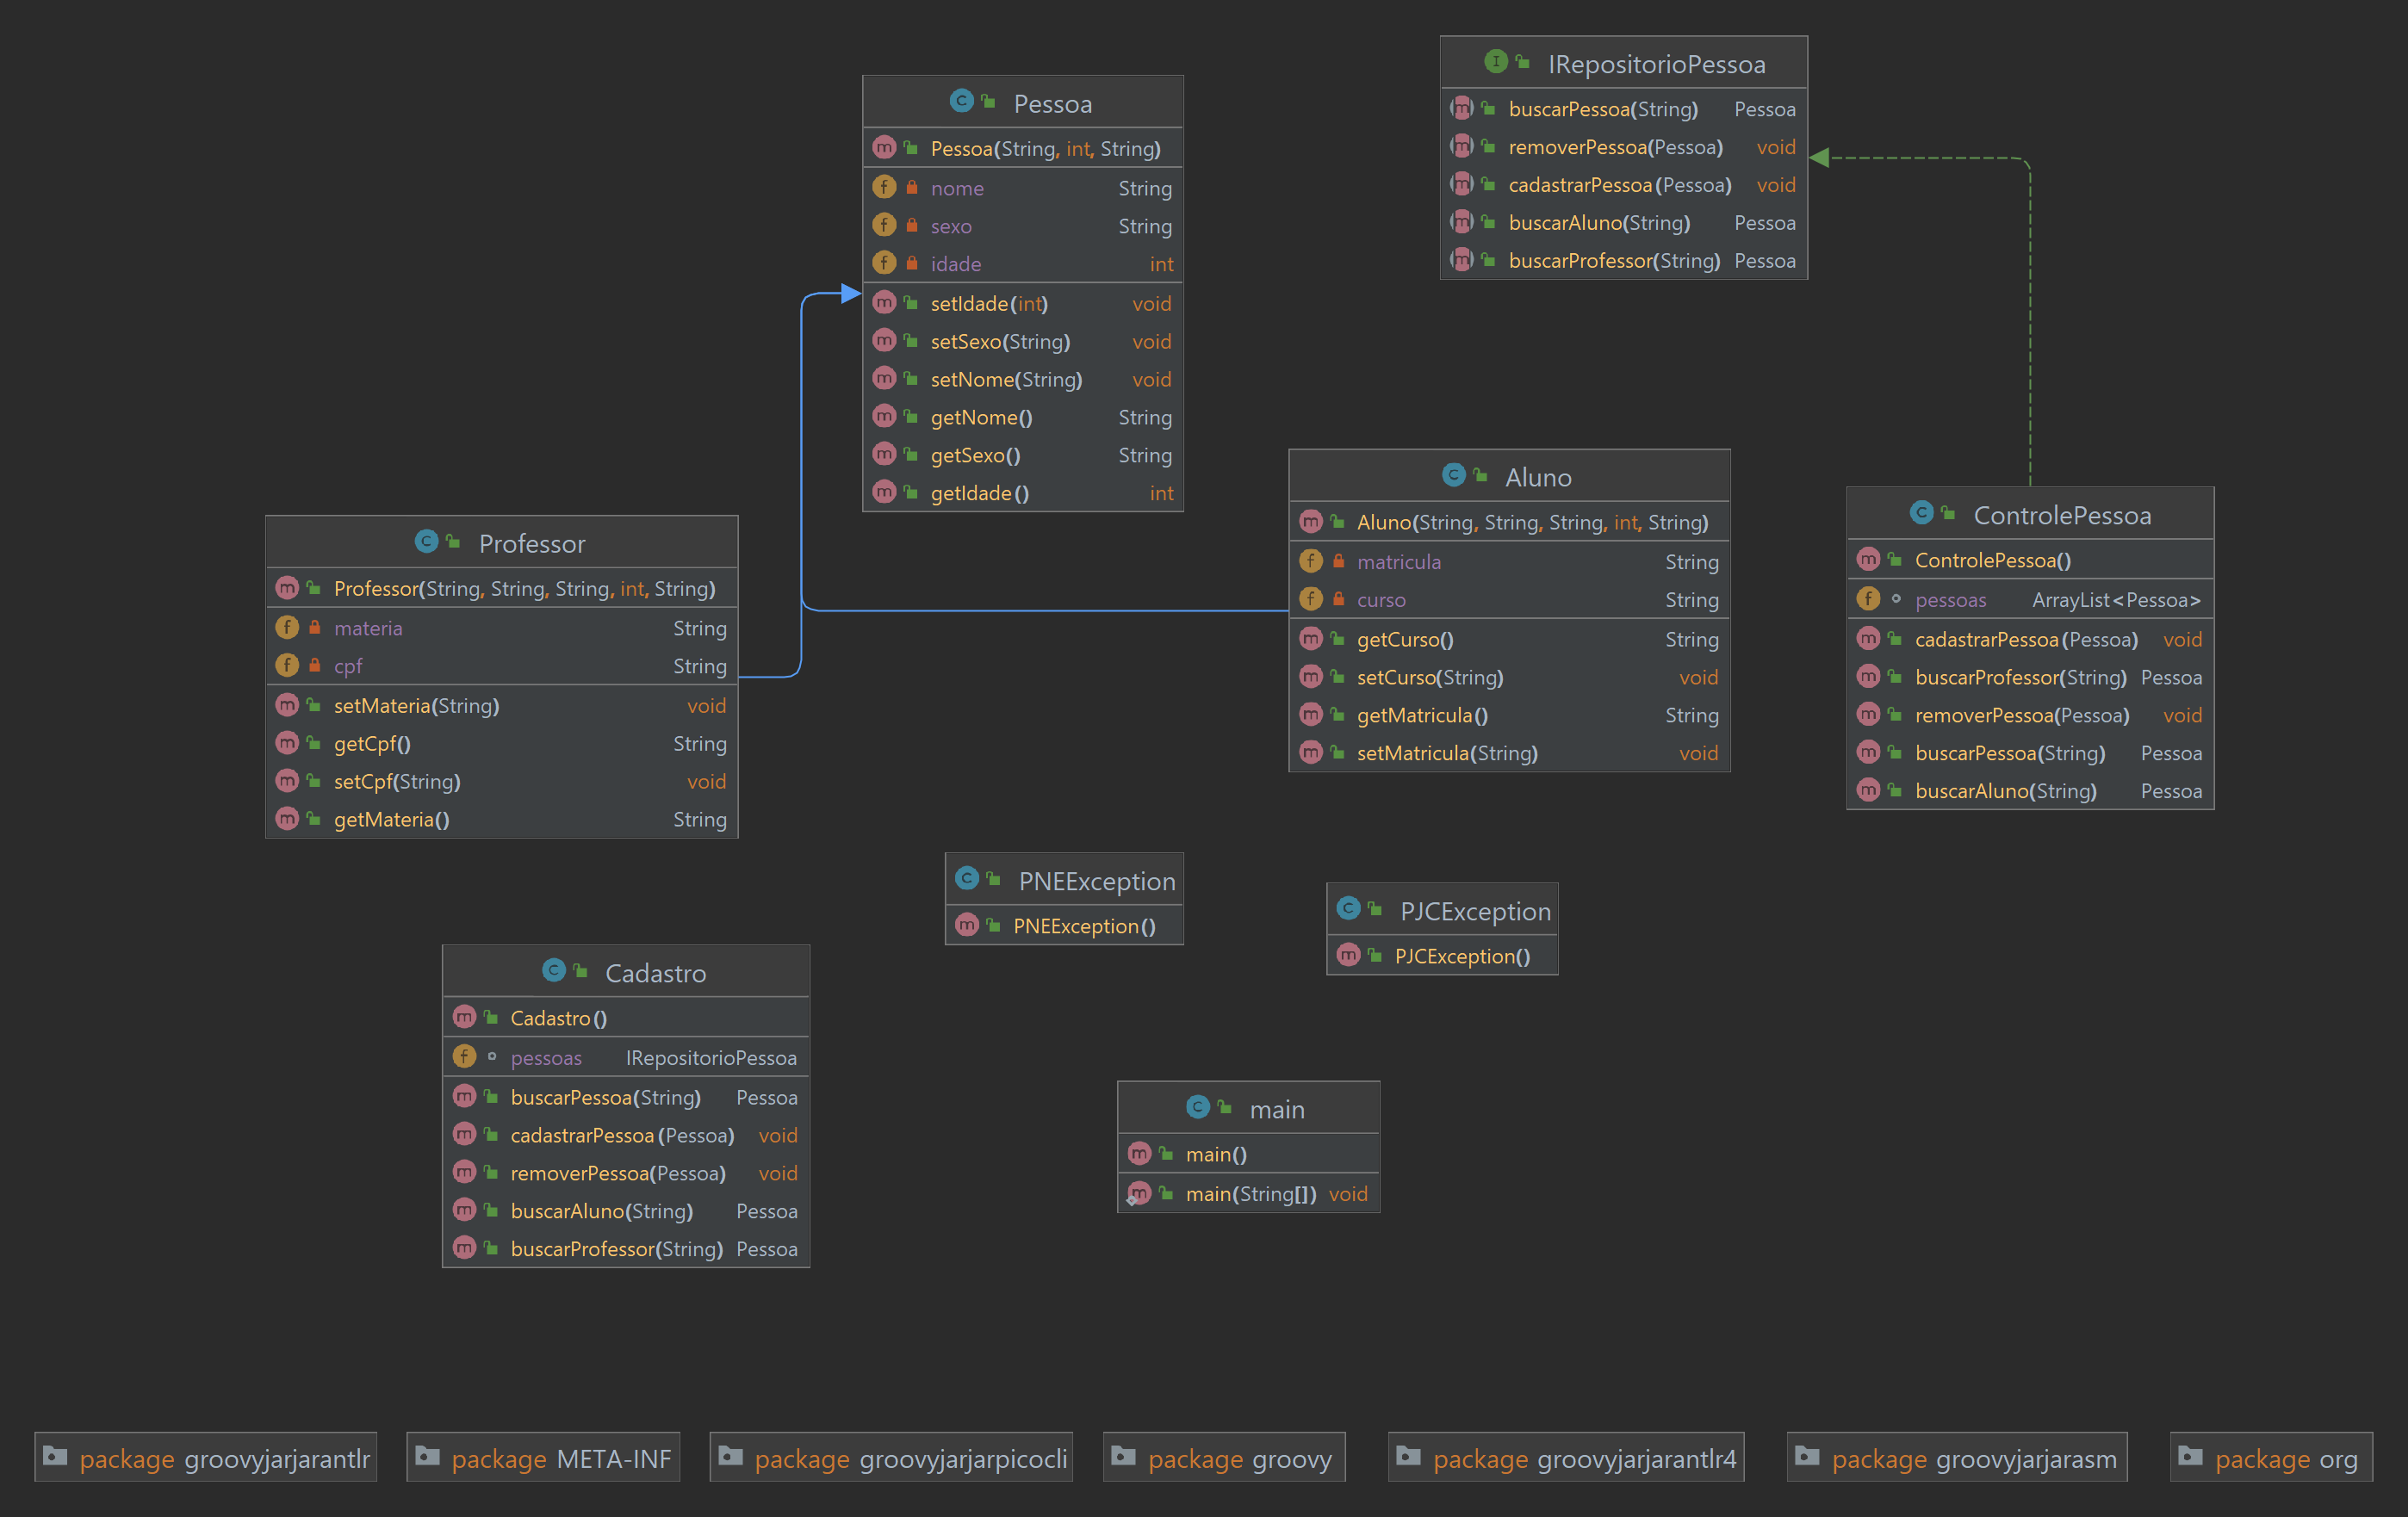 Pessoa
Pessoa(String, int, String)
nome String
sexo String
idade int
setIdade(int) void
setSexo(String) void
setNome(String) void
getNome() String
getSexo() String
getIdade() int
IRepositorioPessoa
buscarPessoa(String) Pessoa
removerPessoa(Pessoa) void
cadastrarPessoa(Pessoa) void
buscarAluno(String) Pessoa
buscarProfessor(String) Pessoa
Professor
Professor(String, String, String, int, String)
materia String
cpf String
setMateria(String) void
getCpf() String
setCpf(String) void
getMateria() String
Aluno
Aluno(String, String, String, int, String)
matricula String
curso String
getCurso() String
setCurso(String) void
getMatricula() String
setMatricula(String) void
ControlePessoa
ControlePessoa()
pessoas ArrayList<Pessoa>
cadastrarPessoa(Pessoa) void
buscarProfessor(String) Pessoa
removerPessoa(Pessoa) void
buscarPessoa(String) Pessoa
buscarAluno(String) Pessoa
PNEException
PNEException()
PJCException
PJCException()
Cadastro
Cadastro()
pessoas IRepositorioPessoa
buscarPessoa(String) Pessoa
cadastrarPessoa(Pessoa) void
removerPessoa(Pessoa) void
buscarAluno(String) Pessoa
buscarProfessor(String) Pessoa
main
main()
main(String[]) void
package groovyjarjarantlr
package META-INF
package groovyjarjarpicocli
package groovy
package groovyjarjarantlr4
package groovyjarjarasm
package org